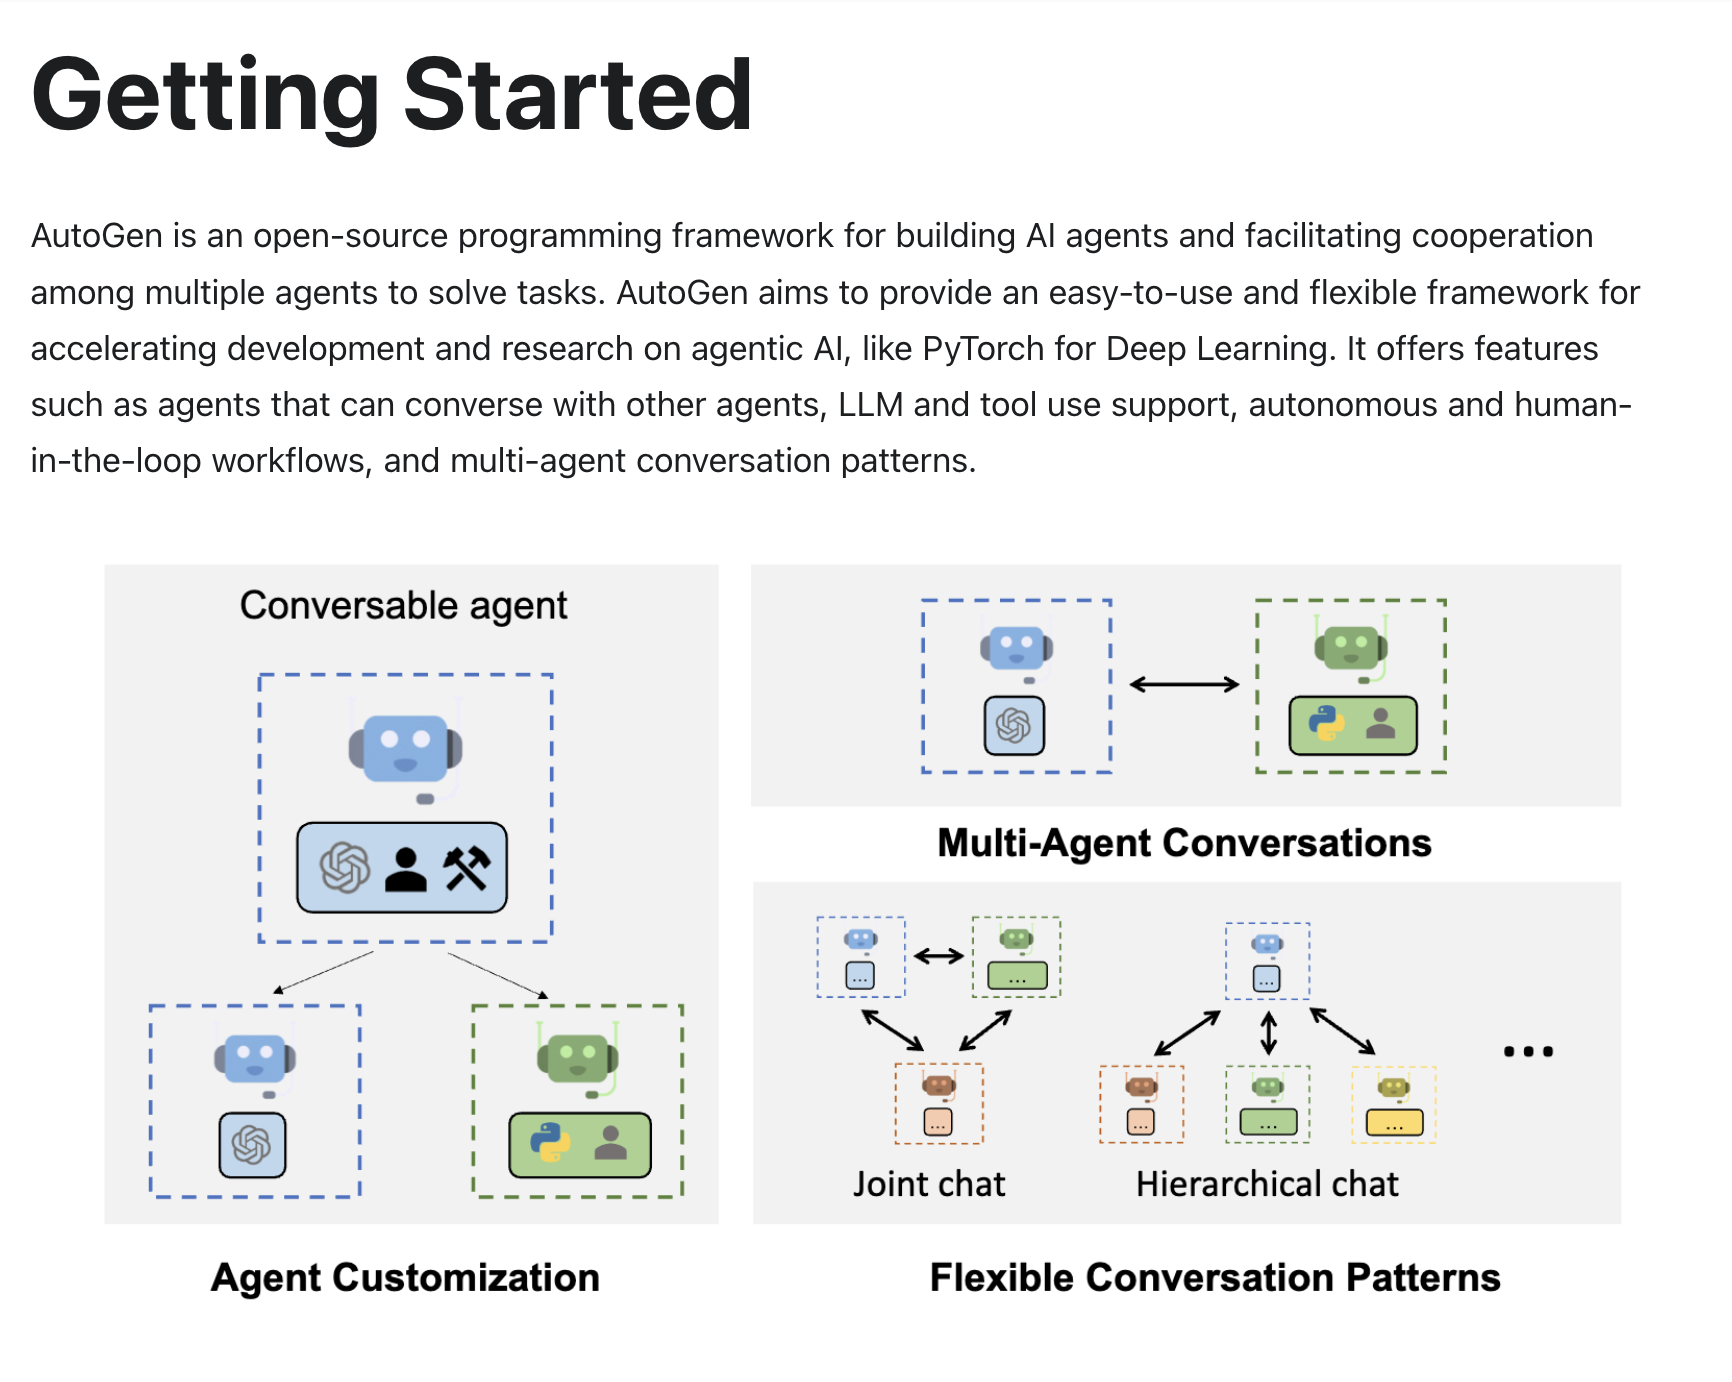 Getting Started
AutoGen is an open-source programming framework for building AI agents and facilitating cooperation
among multiple agents to solve tasks. AutoGen aims to provide an easy-to-use and flexible framework for
accelerating development and research on agentic AI, like PyTorch for Deep Learning. It offers features
such as agents that can converse with other agents, LLM and tool use support, autonomous and human-
in-the-loop workflows, and multi-agent conversation patterns.
Conversable agent
Agent Customization
Multi-Agent Conversations
...
...
...
...
...
...
...
...
Joint chat
Hierarchical chat
Flexible Conversation Patterns